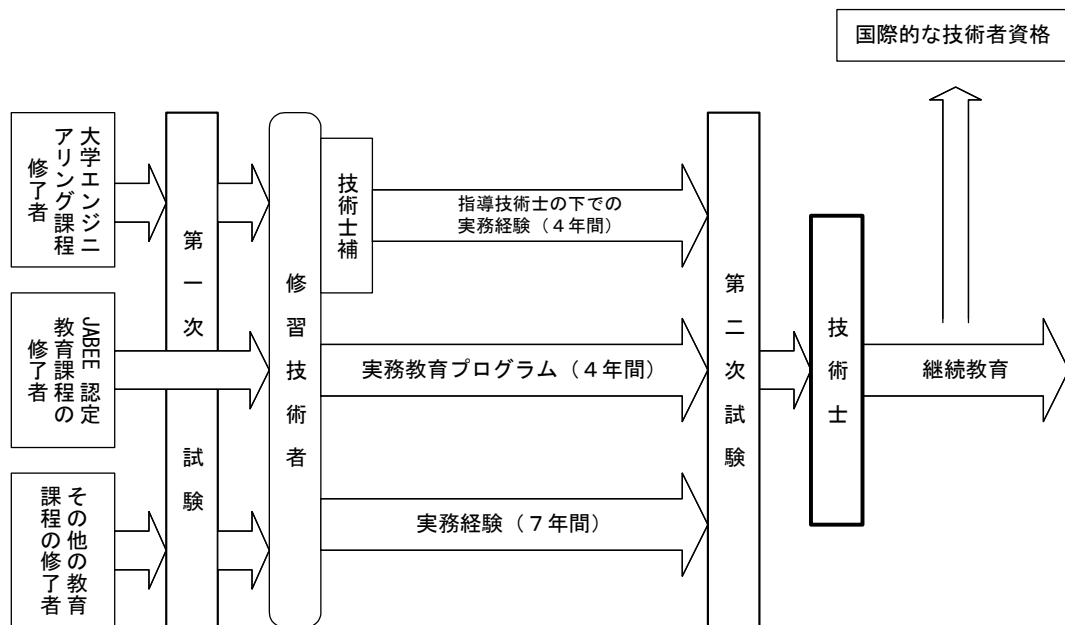 国際的な技術者資格
大学エンジニ
アリング課程
修了者
JABEE 認定
教育課程の
修了者
その他の教育
課程の修了者
第一次試験
修習技術者
技術士補
指導技術士の下での
実務経験（４年間）
実務教育プログラム（４年間）
実務経験（７年間）
第二次試験
技術士
継続教育